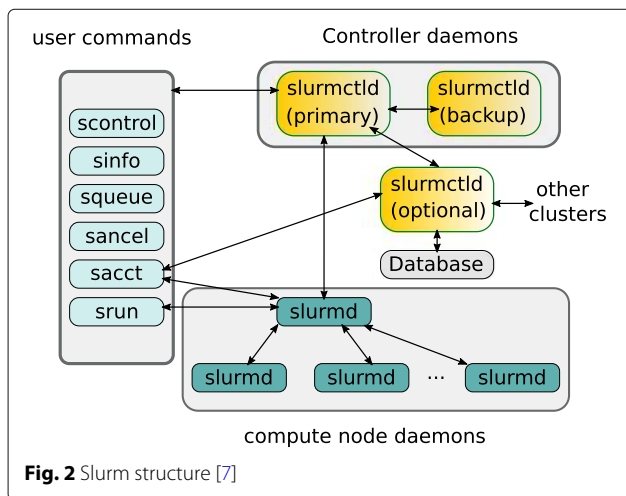 user commands
scontrol
sinfo
squeue
sancel
sacct
srun
Controller daemons
slurmctld
(primary)
slurmctld
(backup)
slurmctld
(optional)
other
clusters
Database
slurmd
slurmd
slurmd
...
slurmd
compute node daemons
Fig. 2 Slurm structure [7]